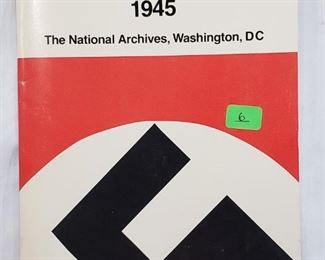 1945
The National Archives, Washington, DC
6